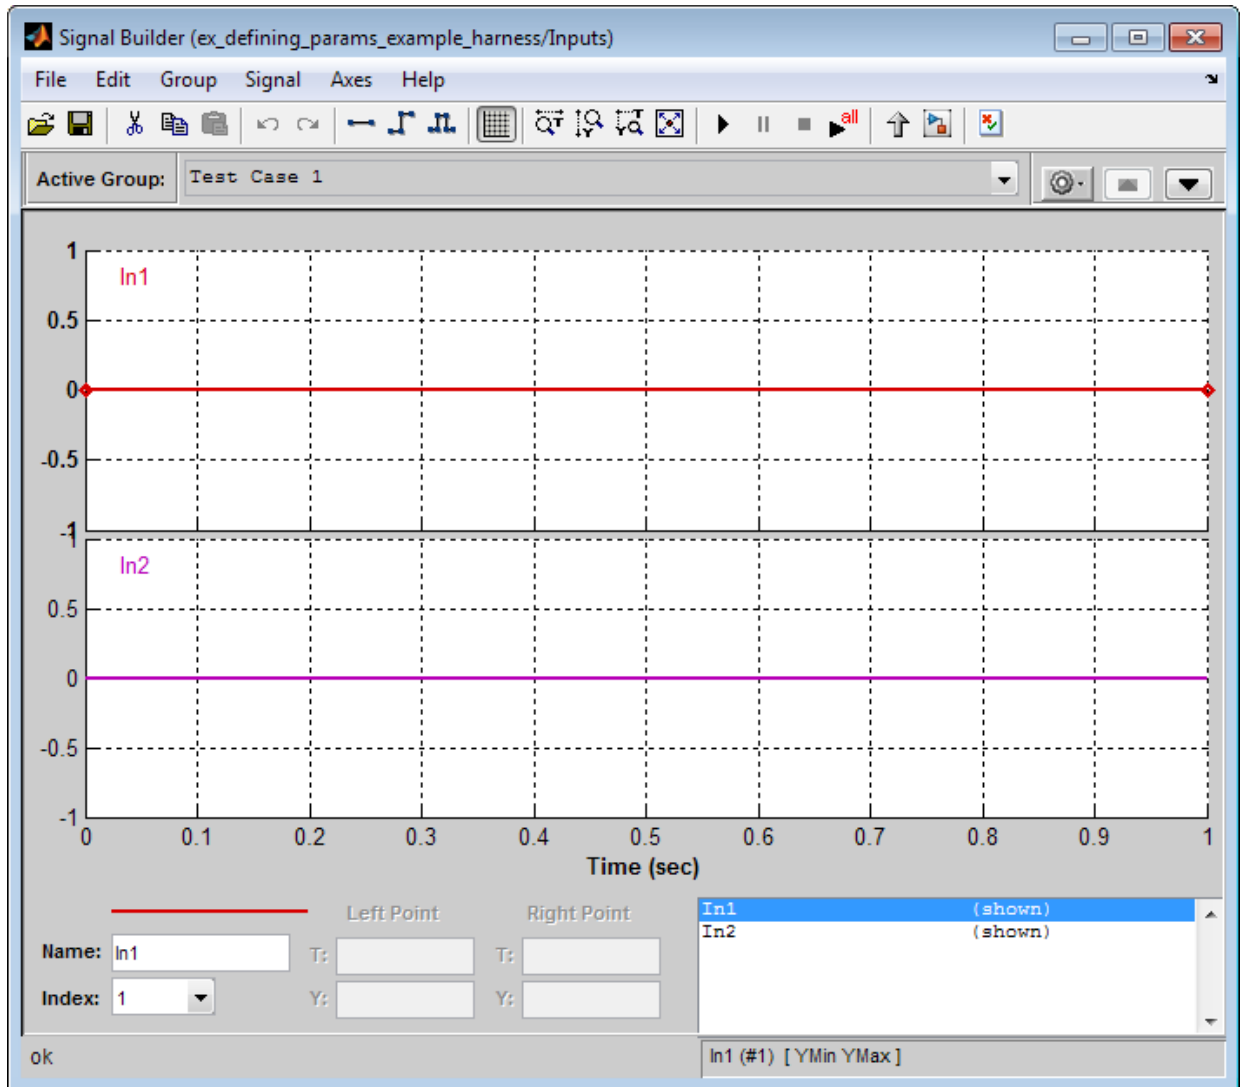 Signal Builder (ex_defining_params_example_harness/Inputs)
File Edit Group Signal Axes Help
all
Active Group: Test Case 1
1
In1
0.5
0
-0.5
-1
1
In2
0.5
0
-0.5
-1
0 0.1 0.2 0.3 0.4 0.5 0.6 0.7 0.8 0.9 1
Time (sec)
Left Point Right Point
In1 (shown)
In2 (shown)
Name: In1 T: T:
Index: 1 Y: Y:
ok
In1 (#1) [ YMin YMax ]